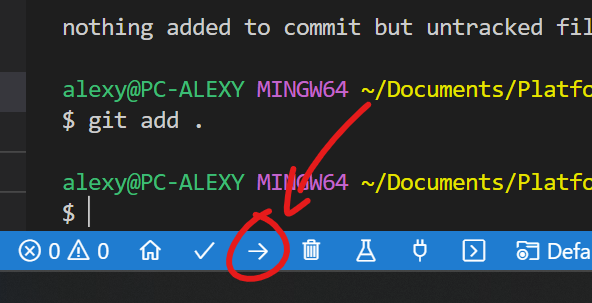 nothing added to commit but untracked fil
alexy@PC-ALEXY MINGW64 ~/Documents/Platfo
$ git add .
alexy@PC-ALEXY MINGW64 ~/Documents/Platfo
$
0 0 Defa